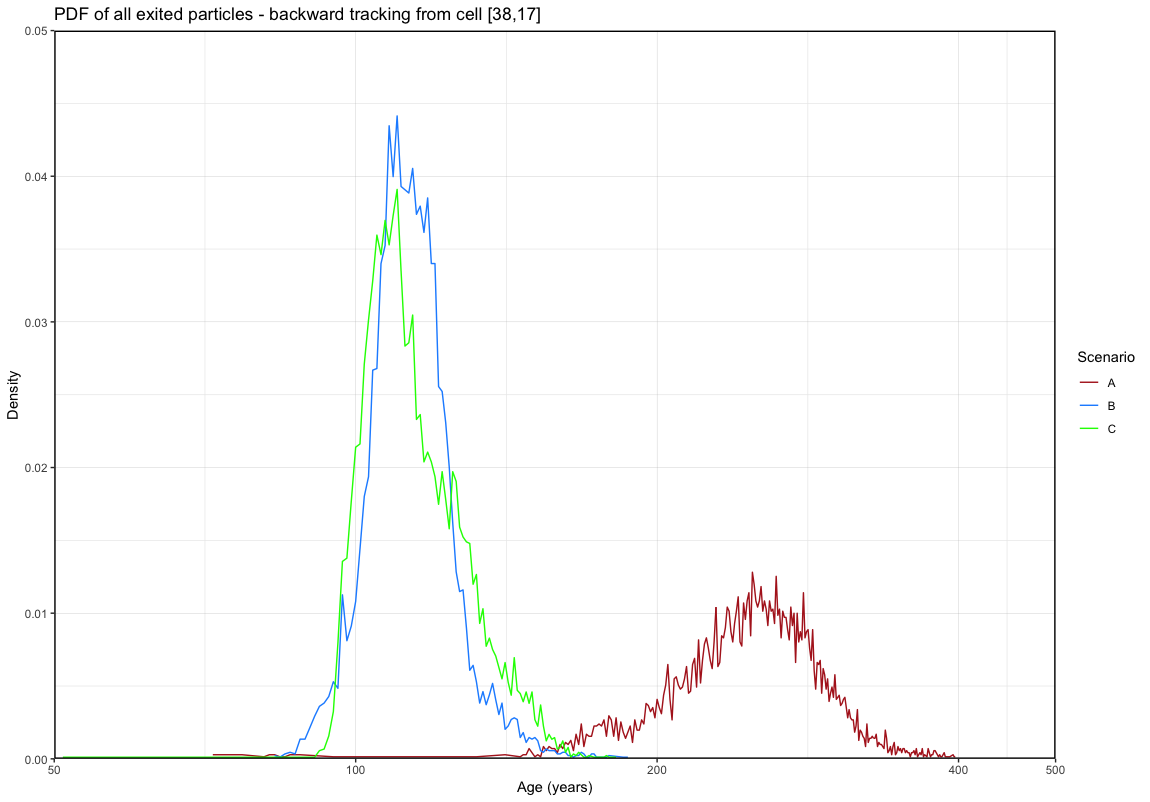 PDF of all exited particles - backward tracking from cell [38,17]
0.05
0.04
0.03
0.02
0.01
0.00
Density
50
100
200
400
500
Age (years)
Scenario
A
B
C